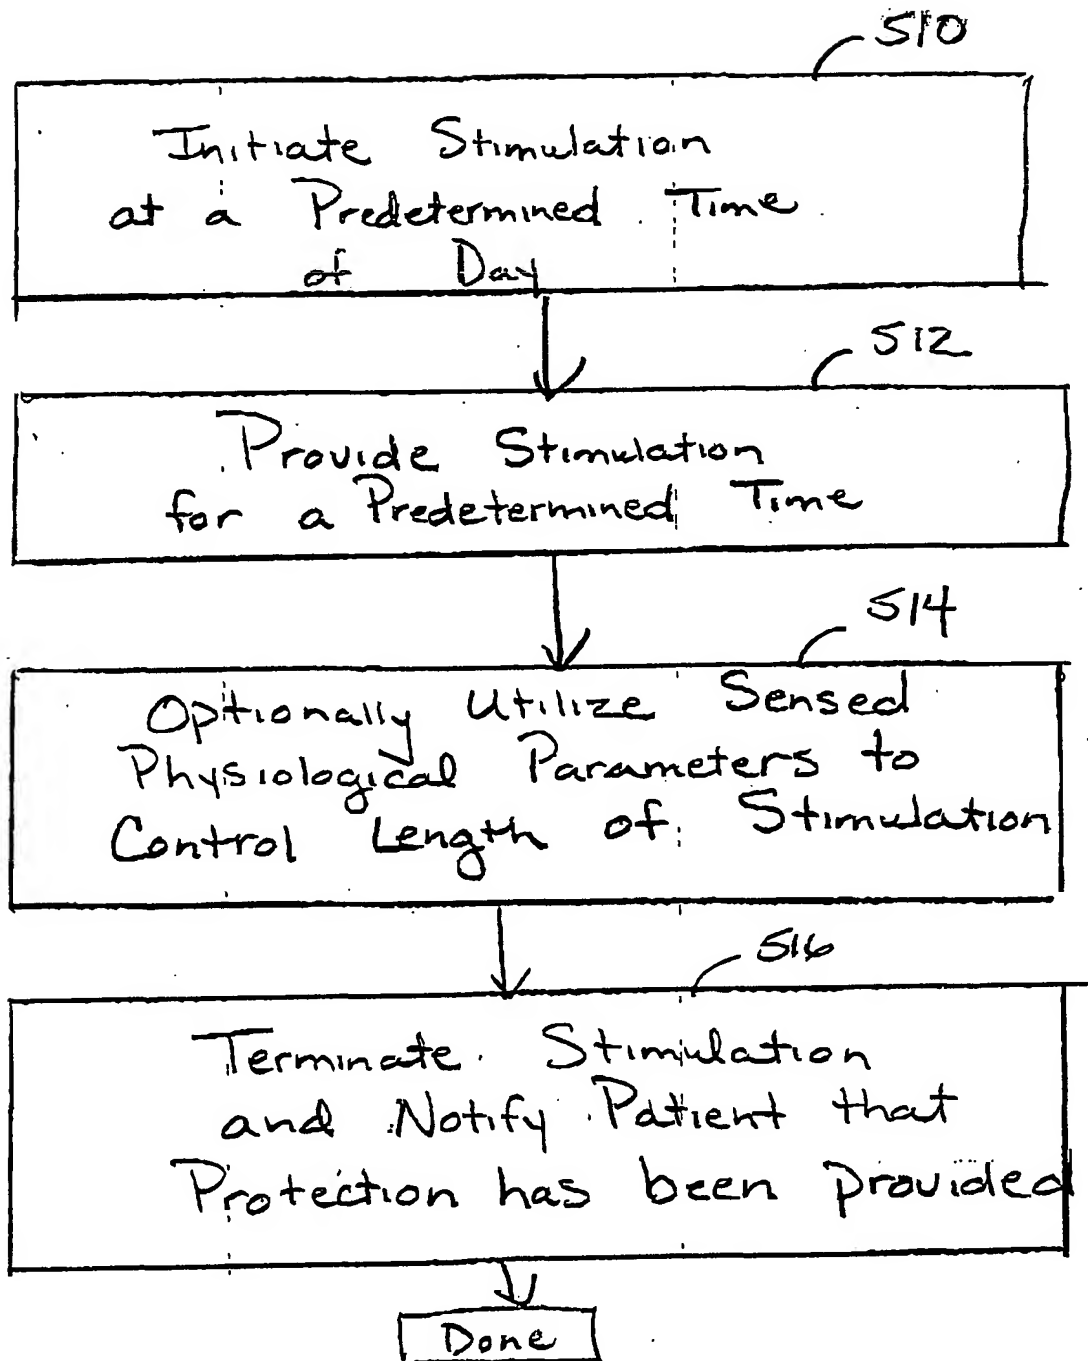 510
Initiate Stimulation
at a Predetermined Time
of Day
512
Provide Stimulation
for a Predetermined Time
514
Optionally Utilize Sensed
Physiological Parameters to
Control Length of Stimulation
516
Terminate Stimulation
and Notify Patient that
Protection has been provided
Done